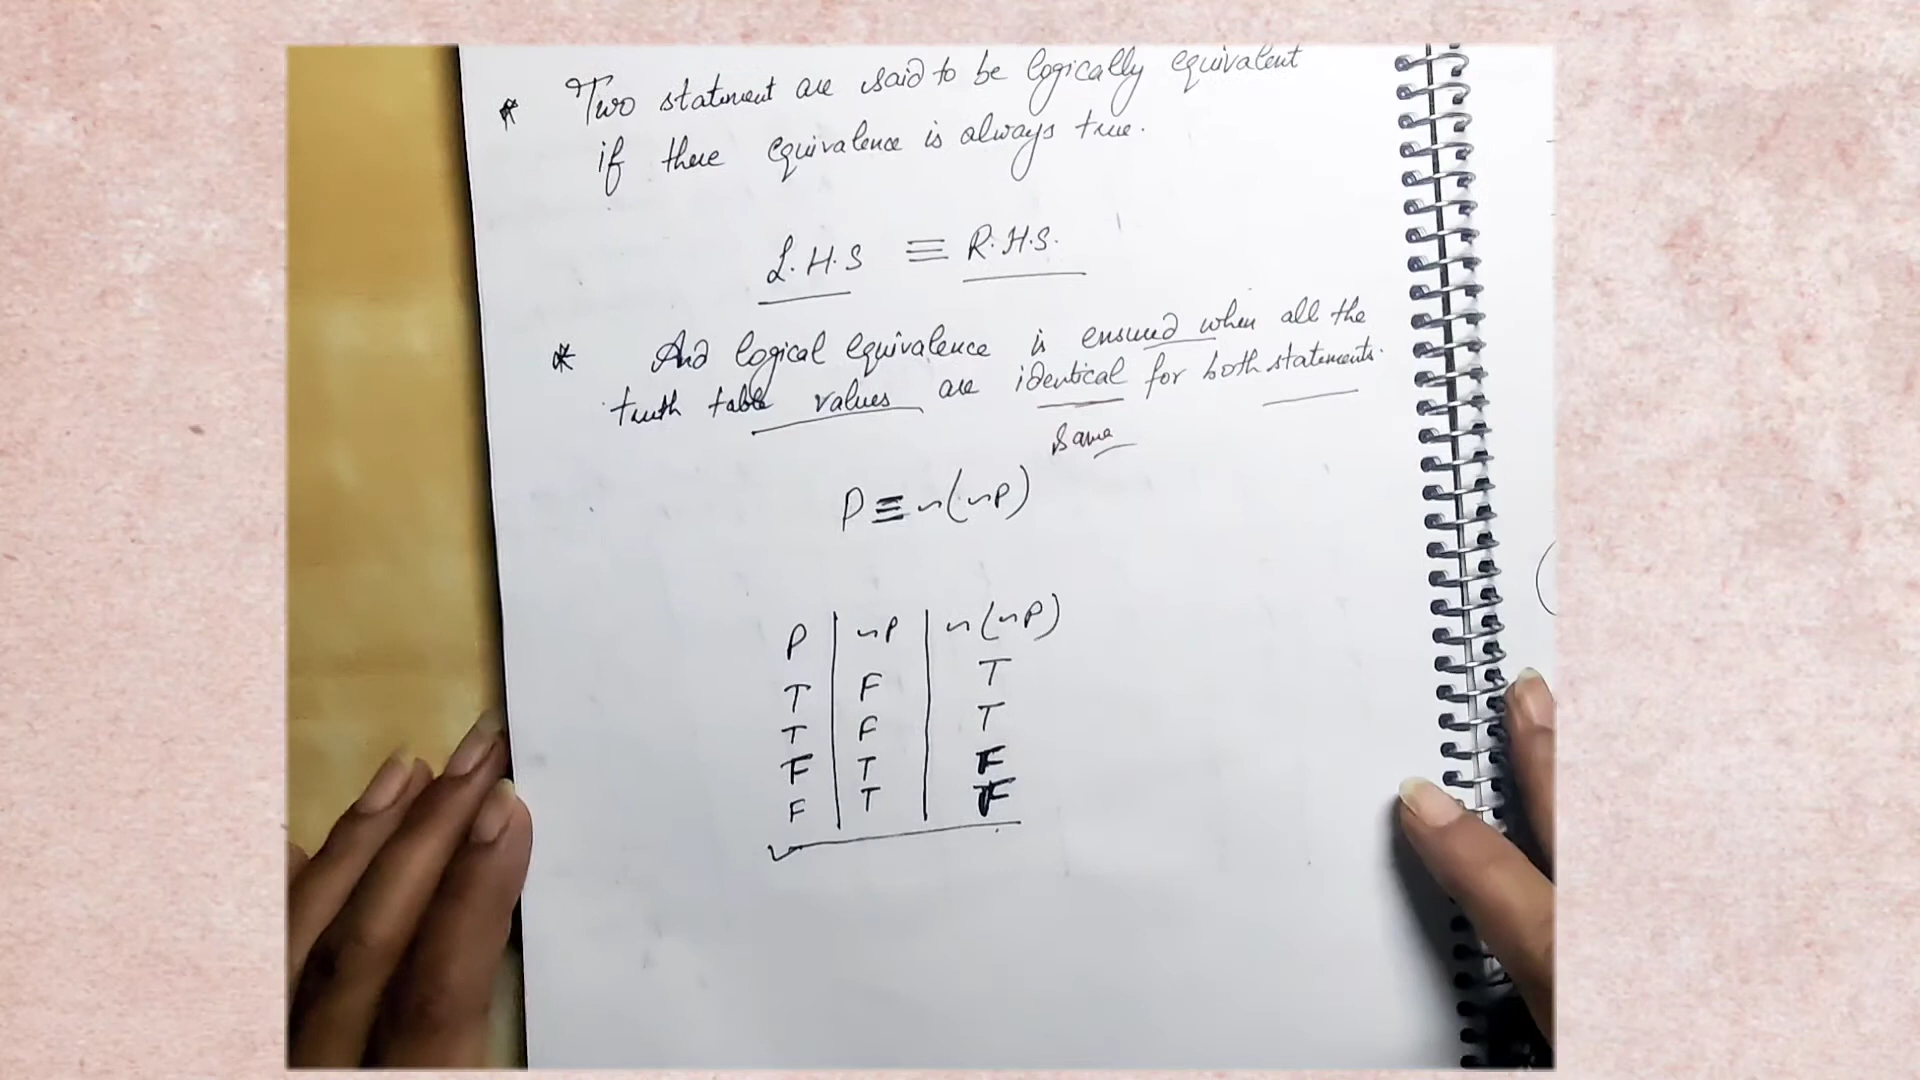 * Two statement are said to be logically equivalent
if there equivalence is always true.
L.H.S ≡ R.H.S.
* And logical equivalence is ensured when all the
truth table values are identical for both statements.
Same
P ≡ ~(~P)
P | ~P | ~(~P)
T | F | T
T | F | T
F | T | F
F | T | F